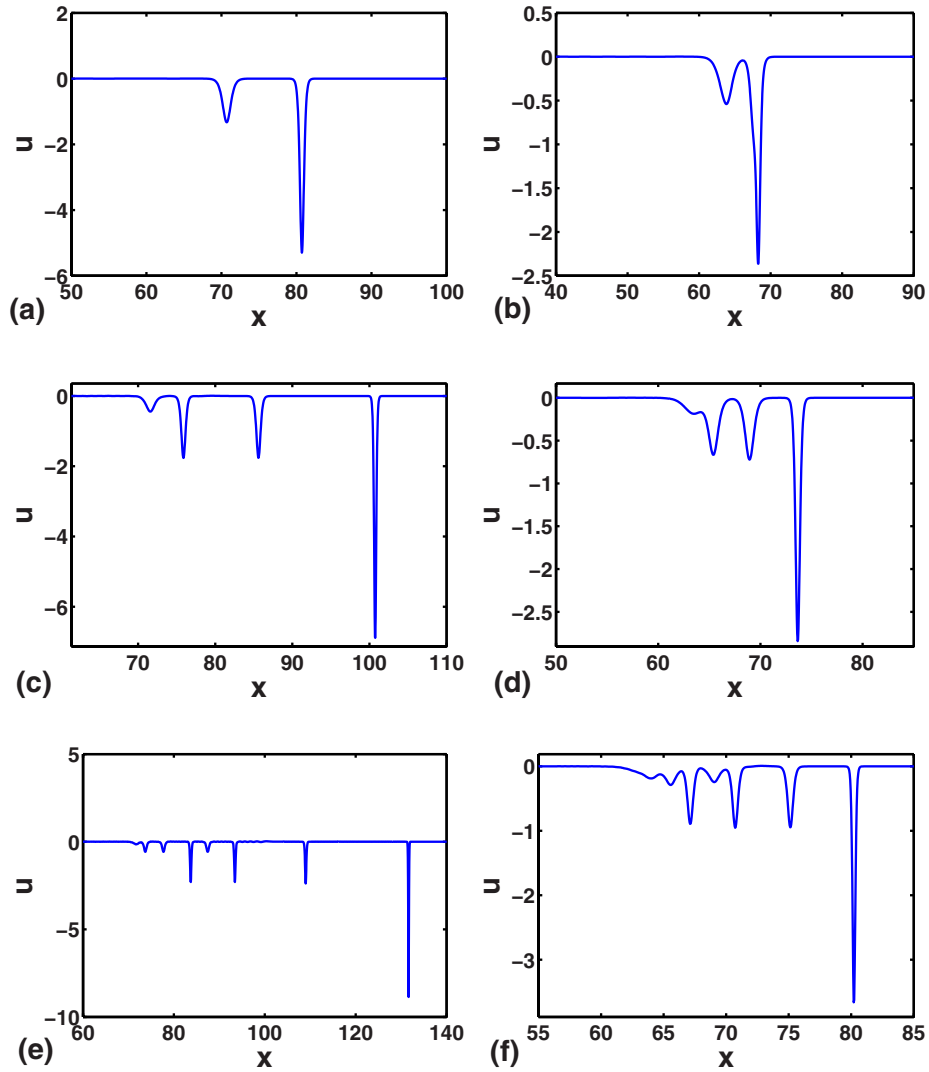 2
0
−2
−4
−6
u
50 60 70 80 90 100
x
(a)
0.5
0
−0.5
−1
−1.5
−2
−2.5
u
40 50 60 70 80 90
x
(b)
0
−2
−4
−6
u
70 80 90 100 110
x
(c)
0
−0.5
−1
−1.5
−2
−2.5
u
50 60 70 80
x
(d)
5
0
−5
−10
u
60 80 100 120 140
x
(e)
0
−1
−2
−3
u
55 60 65 70 75 80 85
x
(f)